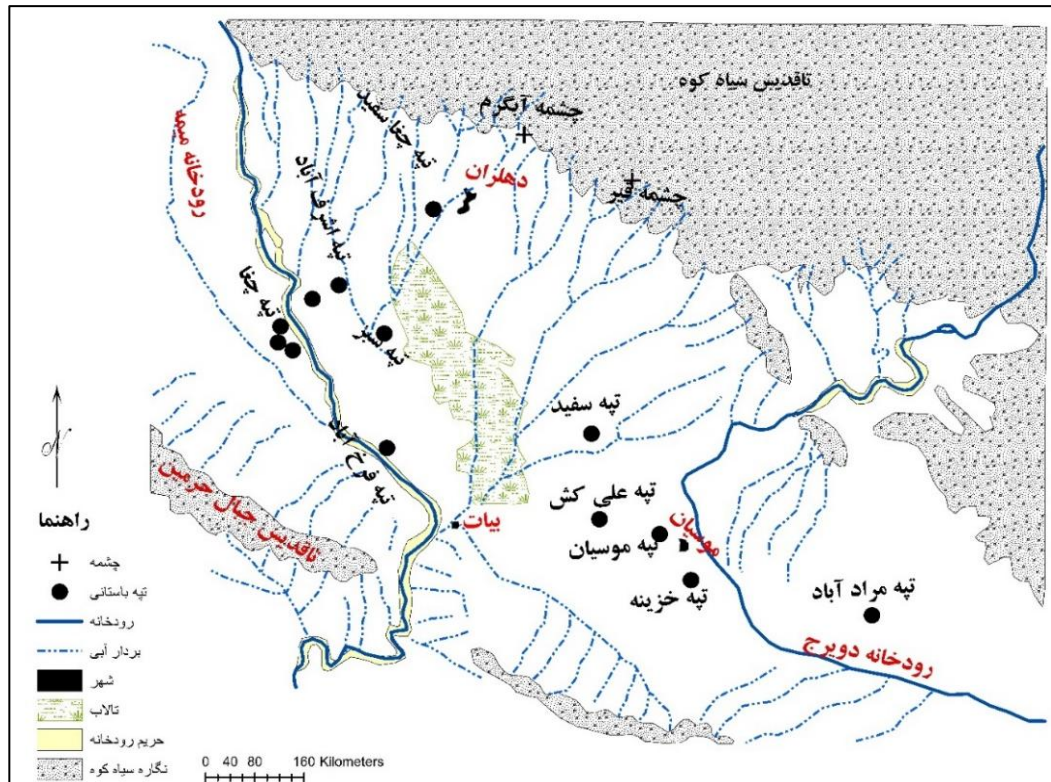 تاقدیس سیاه کوه
چشمه آبگرم
چشمه قیر
تپه چغا سفید
دهلران
رودخانه میمه
تپه اشرف آباد
تپه چغا
تپه سبز
تپه سفید
تپه فرخ آباد
تپه علی کش
بیات
موسیان
تپه موسیان
تپه خزینه
تپه مراد آباد
رودخانه دویرج
تاقدیس جبال حمرین
راهنما
چشمه
تپه باستانی
رودخانه
بردار آبی
شهر
تالاب
حریم رودخانه
نگاره سیاه کوه
0 40 80 160 Kilometers